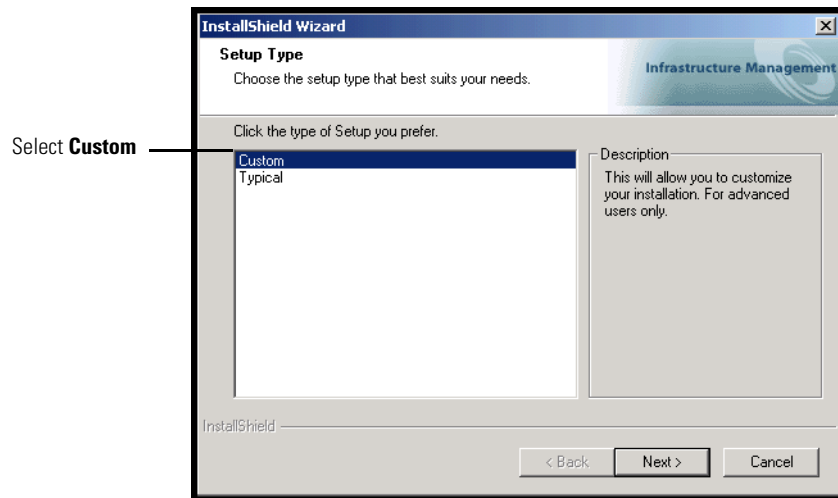 InstallShield Wizard
Setup Type
Choose the setup type that best suits your needs.
Infrastructure Management
Click the type of Setup you prefer.
Select Custom
Custom
Typical
Description
This will allow you to customize
your installation. For advanced
users only.
InstallShield
< Back
Next >
Cancel